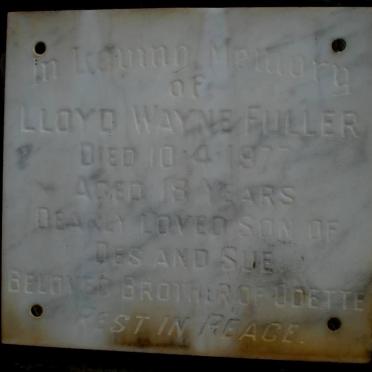 In Loving Memory
of
LLOYD WAYNE FULLER
DIED 10·4·1977
AGED 18 YEARS
DEARLY LOVED SON OF
DES AND SUE
BELOVED BROTHER OF ODETTE
REST IN PEACE.